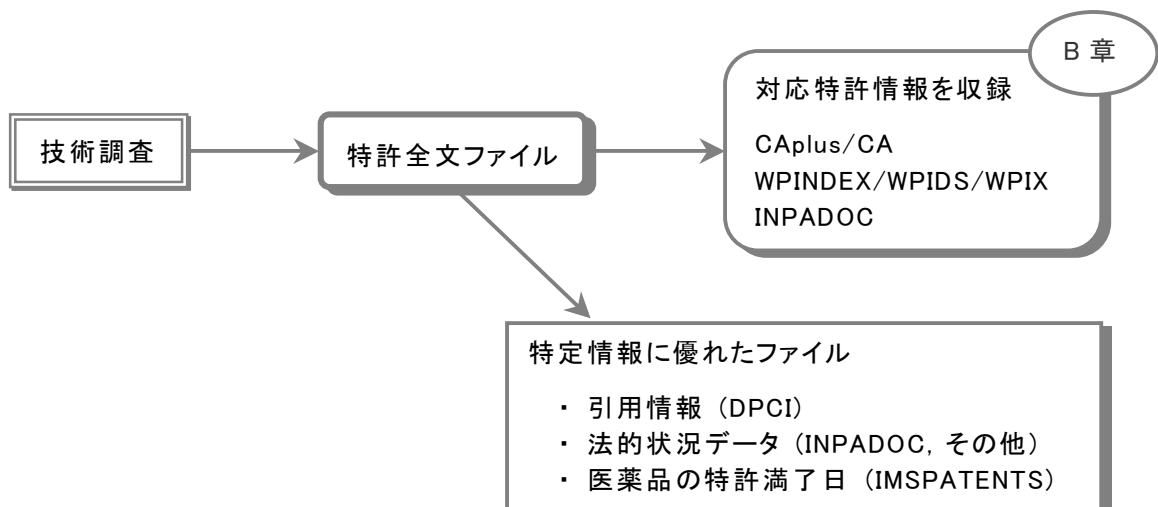 B 章
対応特許情報を収録
CAplus/CA
WPINDEX/WPIDS/WPIX
INPADOC
技術調査
特許全文ファイル
特定情報に優れたファイル
・ 引用情報 (DPCI)
・ 法的状況データ (INPADOC, その他)
・ 医薬品の特許満了日 (IMSPATENTS)